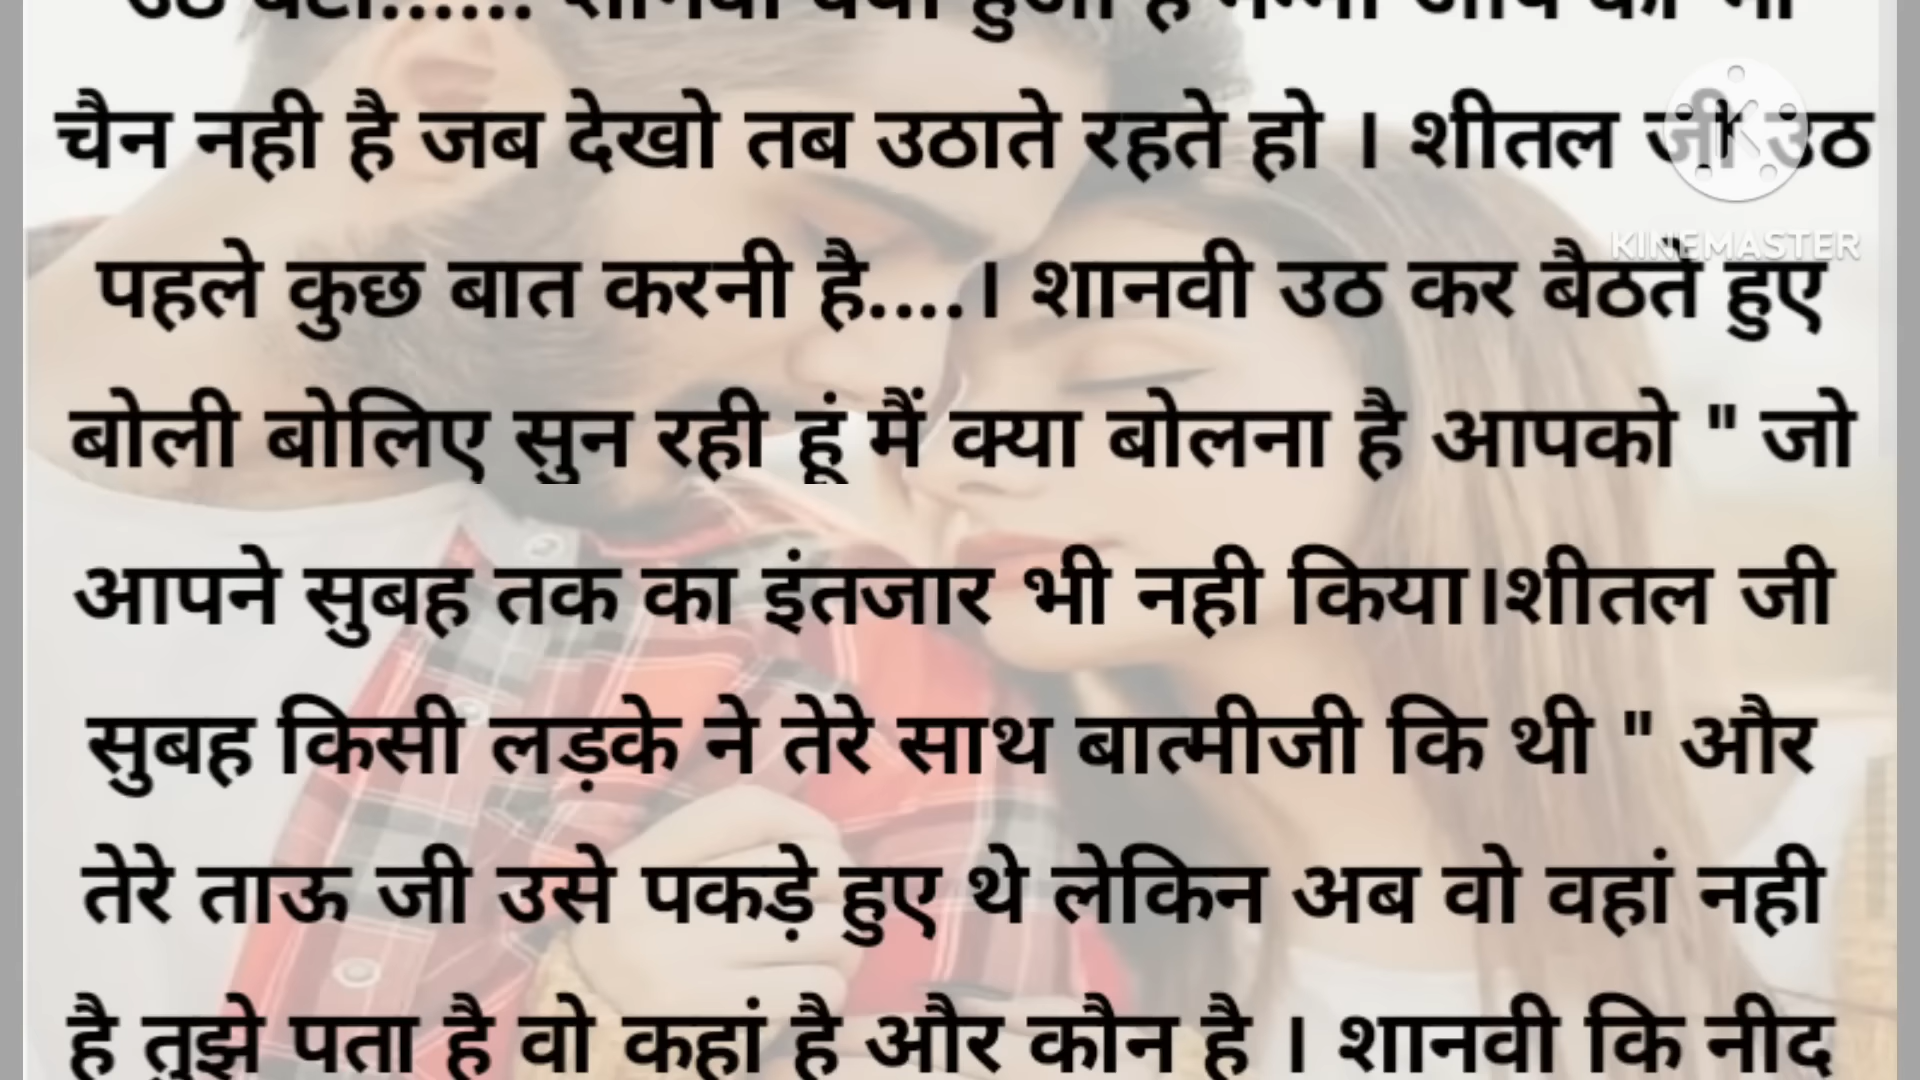 चैन नही है जब देखो तब उठाते रहते हो । शीतल जी उठ
KINEMASTER
पहले कुछ बात करनी है....। शानवी उठ कर बैठते हुए
बोली बोलिए सुन रही हूं मैं क्या बोलना है आपको " जो
आपने सुबह तक का इंतजार भी नही किया।शीतल जी
सुबह किसी लड़के ने तेरे साथ बात्मीजी कि थी " और
तेरे ताऊ जी उसे पकड़े हुए थे लेकिन अब वो वहां नही
है तुझे पता है वो कहां है और कौन है । शानवी कि नीद